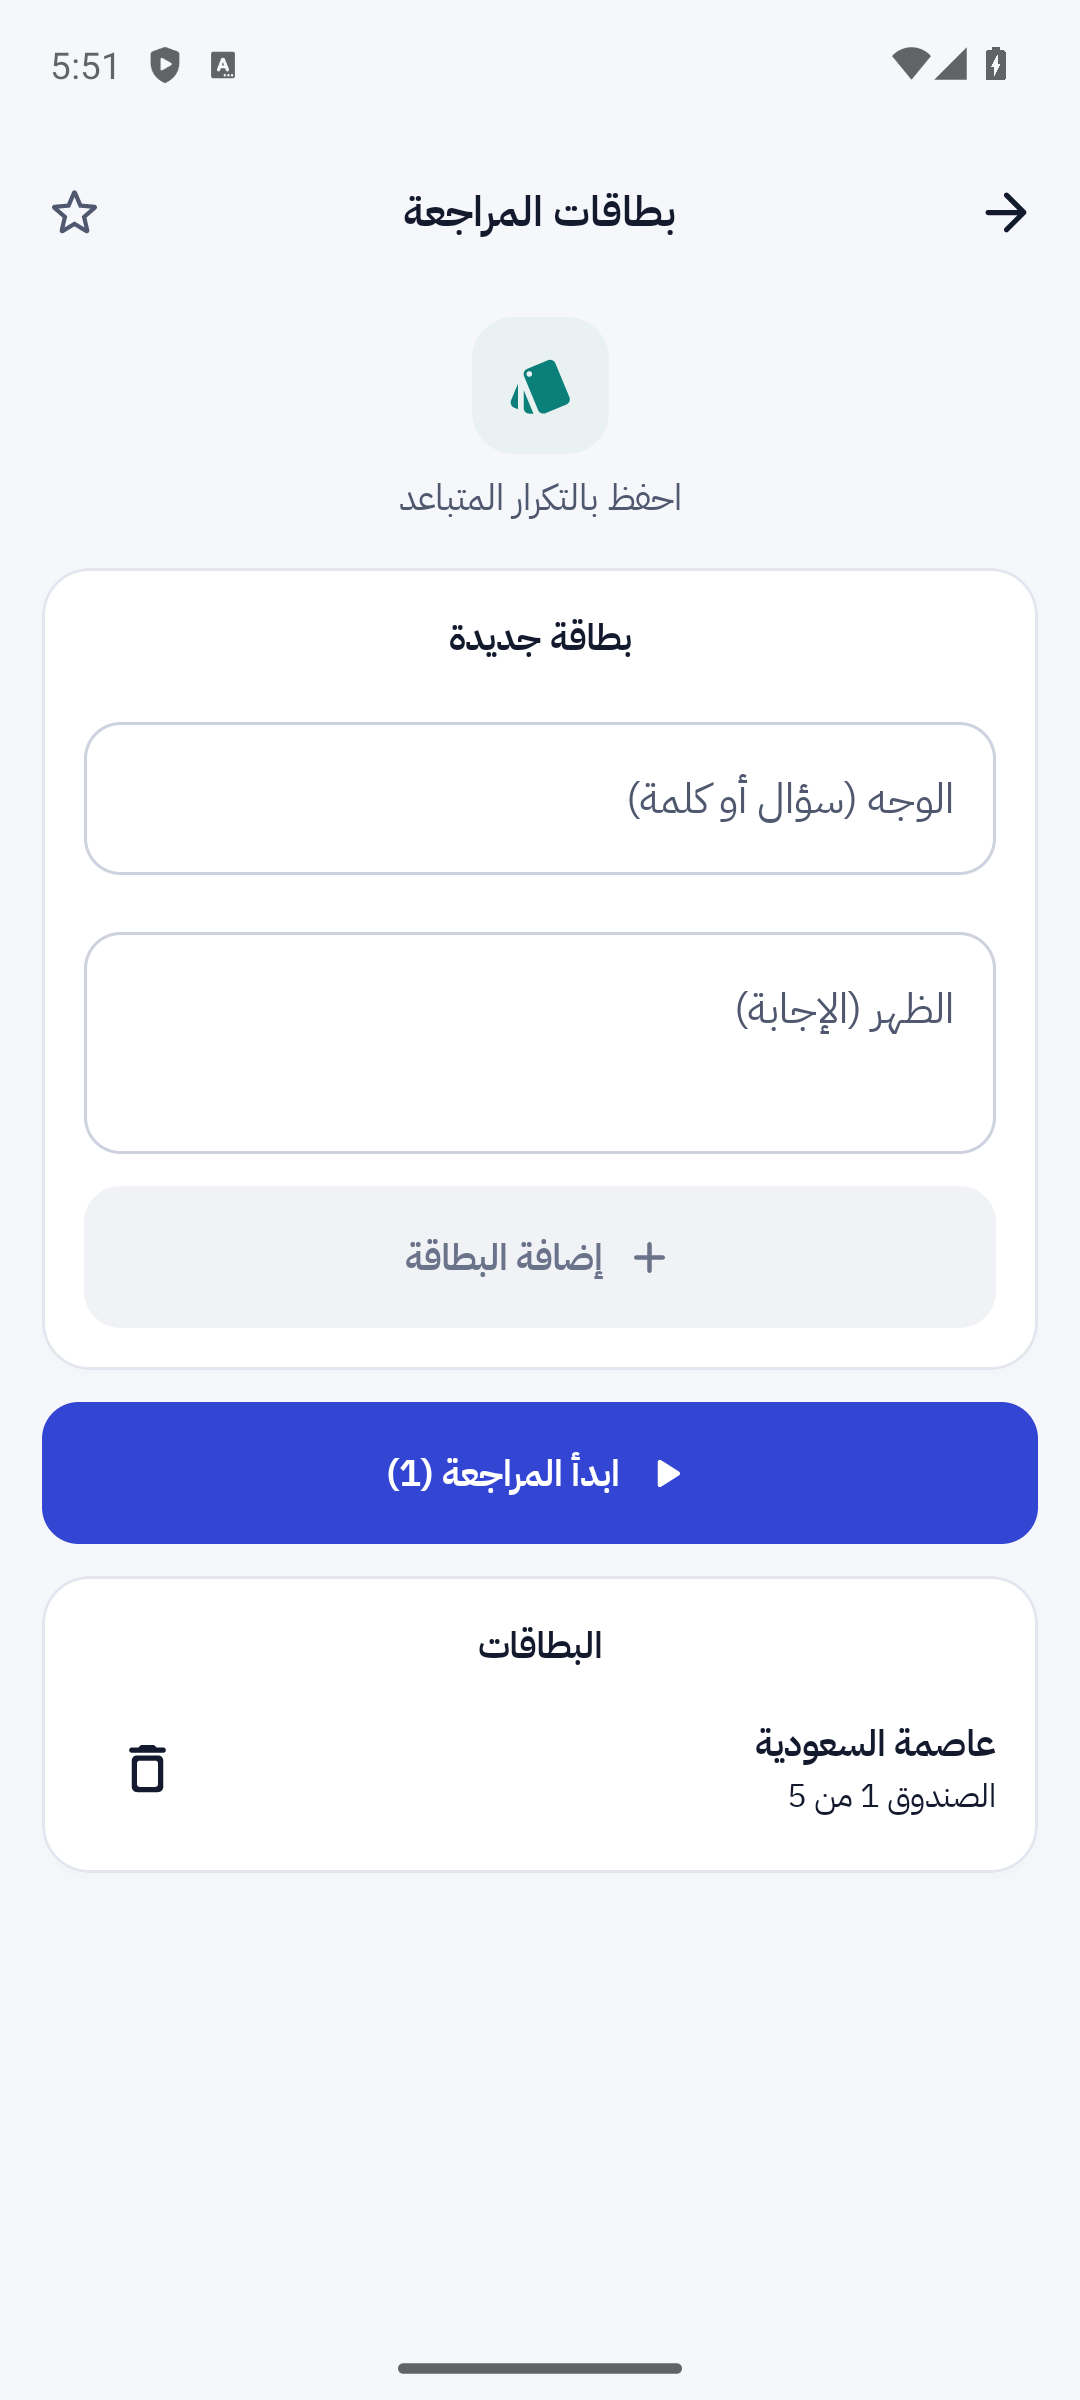 5:51
بطاقات المراجعة
احفظ بالتكرار المتباعد
بطاقة جديدة
الوجه (سؤال أو كلمة)
الظهر (الإجابة)
إضافة البطاقة
ابدأ المراجعة (1)
البطاقات
عاصمة السعودية
الصندوق 1 من 5